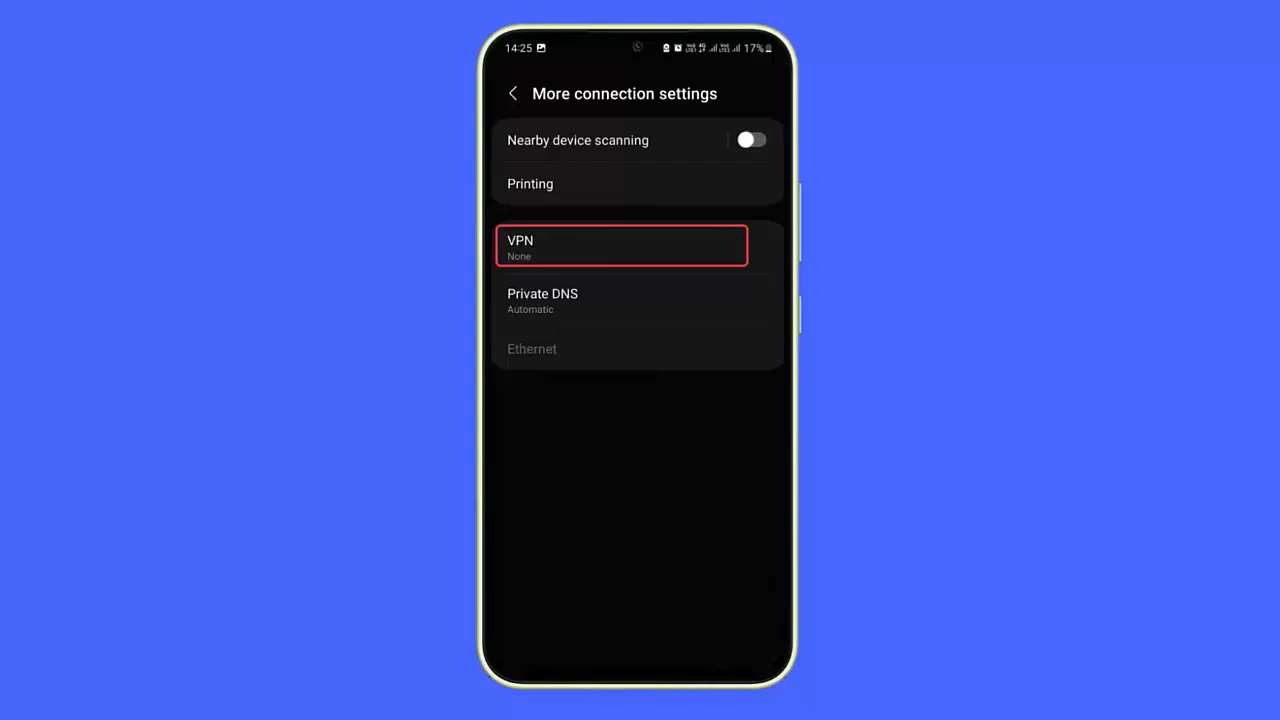 14:25 17%
More connection settings
Nearby device scanning
Printing
VPN
None
Private DNS
Automatic
Ethernet